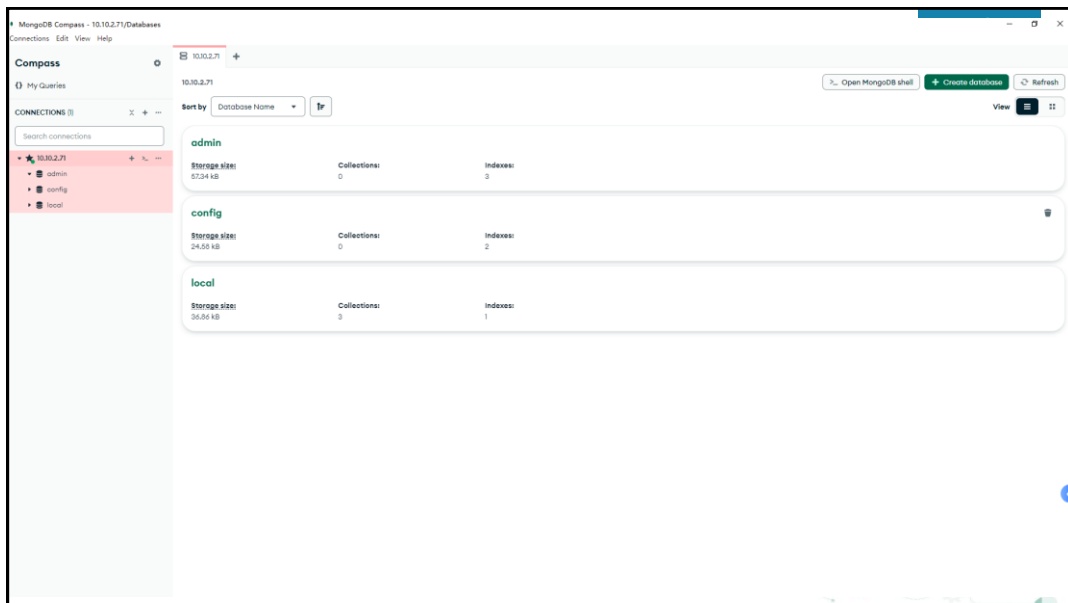 MongoDB Compass - 10.10.2.71/Databases
Connections Edit View Help
Compass
My Queries
CONNECTIONS (1)
Search connections
10.10.2.71
admin
config
local
10.10.2.71
10.10.2.71
>_ Open MongoDB shell
+ Create database
Refresh
Sort by Database Name
View
admin
Storage size: Collections: Indexes:
57.34 kB 0 3
config
Storage size: Collections: Indexes:
24.58 kB 0 2
local
Storage size: Collections: Indexes:
36.86 kB 3 1